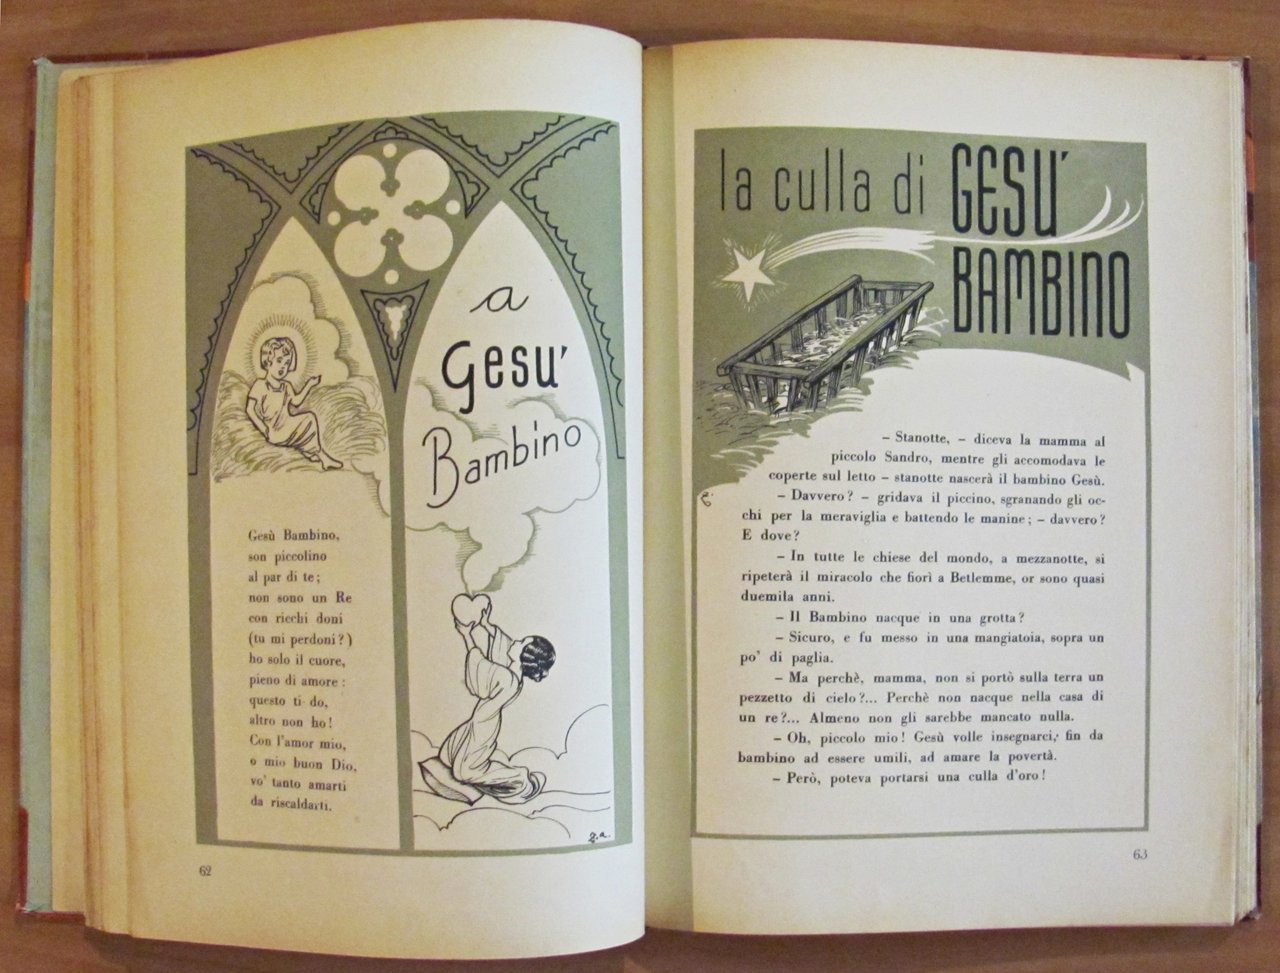 a
Gesù
Bambino
Gesù Bambino,
son piccolino
al par di te;
non sono un Re
con ricchi doni
(tu mi perdoni?)
ho solo il cuore,
pieno di amore:
questo ti do,
altro non ho!
Con l'amor mio,
o mio buon Dio,
vo' tanto amarti
da riscaldarti.
62
la culla di GESU'
BAMBINO
– Stanotte, – diceva la mamma al
piccolo Sandro, mentre gli accomodava le
coperte sul letto – stanotte nascerà il bambino Gesù.
– Davvero? – gridava il piccino, sgranando gli oc-
chi per la meraviglia e battendo le manine; – davvero?
E dove?
– In tutte le chiese del mondo, a mezzanotte, si
ripeterà il miracolo che fiorì a Betlemme, or sono quasi
duemila anni.
– Il Bambino nacque in una grotta?
– Sicuro, e fu messo in una mangiatoia, sopra un
po' di paglia.
– Ma perchè, mamma, non si portò sulla terra un
pezzetto di cielo?... Perchè non nacque nella casa di
un re?... Almeno non gli sarebbe mancato nulla.
– Oh, piccolo mio! Gesù volle insegnarci, fin da
bambino ad essere umili, ad amare la povertà.
– Però, poteva portarsi una culla d'oro!
63